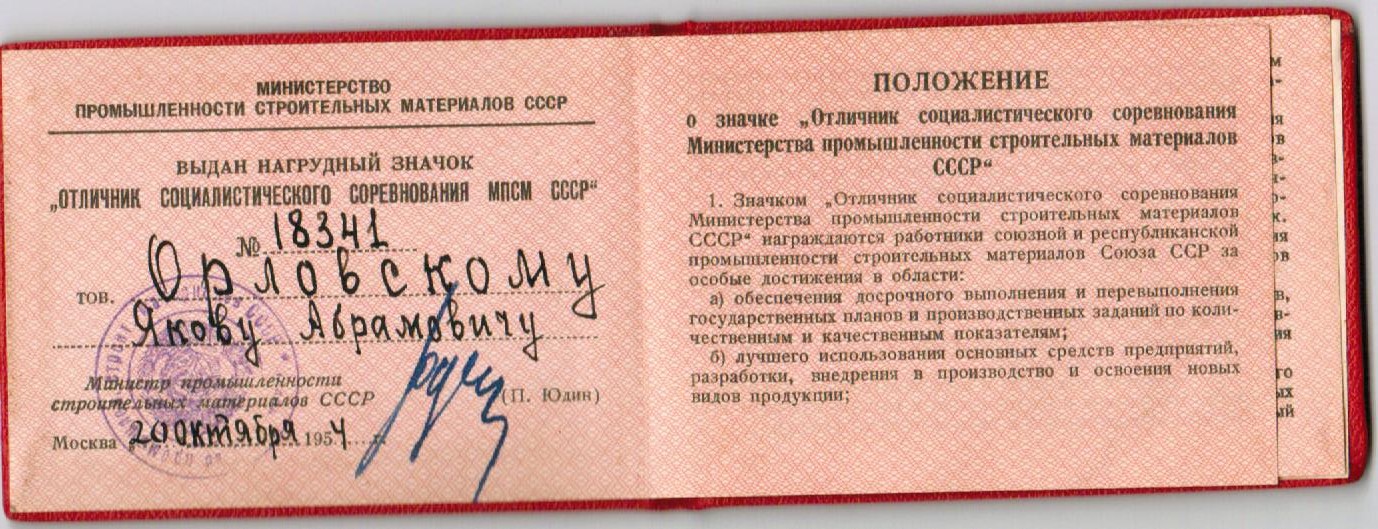 МИНИСТЕРСТВО
ПРОМЫШЛЕННОСТИ СТРОИТЕЛЬНЫХ МАТЕРИАЛОВ СССР
ВЫДАН НАГРУДНЫЙ ЗНАЧОК
„ОТЛИЧНИК СОЦИАЛИСТИЧЕСКОГО СОРЕВНОВАНИЯ МПСМ СССР“
№ 18341
тов. Орловскому
Якову Абрамовичу
Министр промышленности
строительных материалов СССР
(П. Юдин)
Москва „20 октября 1954 г.
ПОЛОЖЕНИЕ
о значке „Отличник социалистического соревнования
Министерства промышленности строительных материалов
СССР“
1. Значком „Отличник социалистического соревнования
Министерства промышленности строительных материалов
СССР“ награждаются работники союзной и республиканской
промышленности строительных материалов Союза ССР за
особые достижения в области:
а) обеспечения досрочного выполнения и перевыполнения
государственных планов и производственных заданий по коли-
чественным и качественным показателям;
б) лучшего использования основных средств предприятий,
разработки, внедрения в производство и освоения новых
видов продукции;